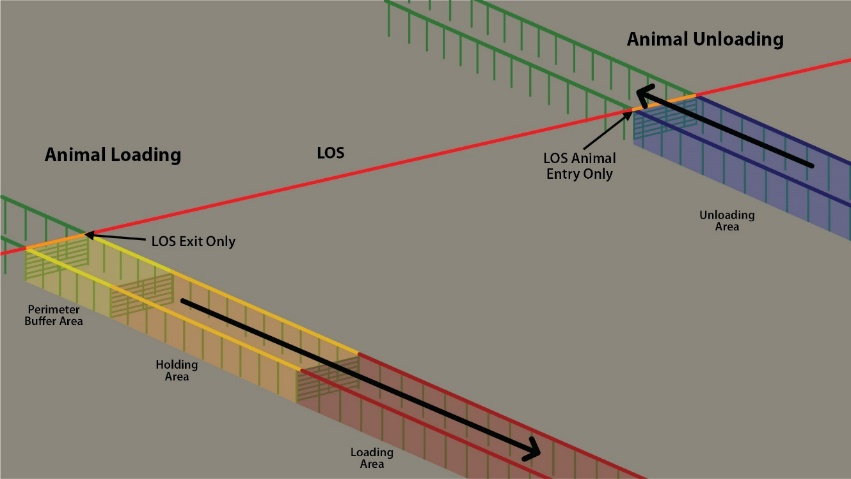 Animal Unloading
Animal Loading
LOS
LOS Animal
Entry Only
Unloading
Area
LOS Exit Only
Perimeter
Buffer Area
Holding
Area
Loading
Area